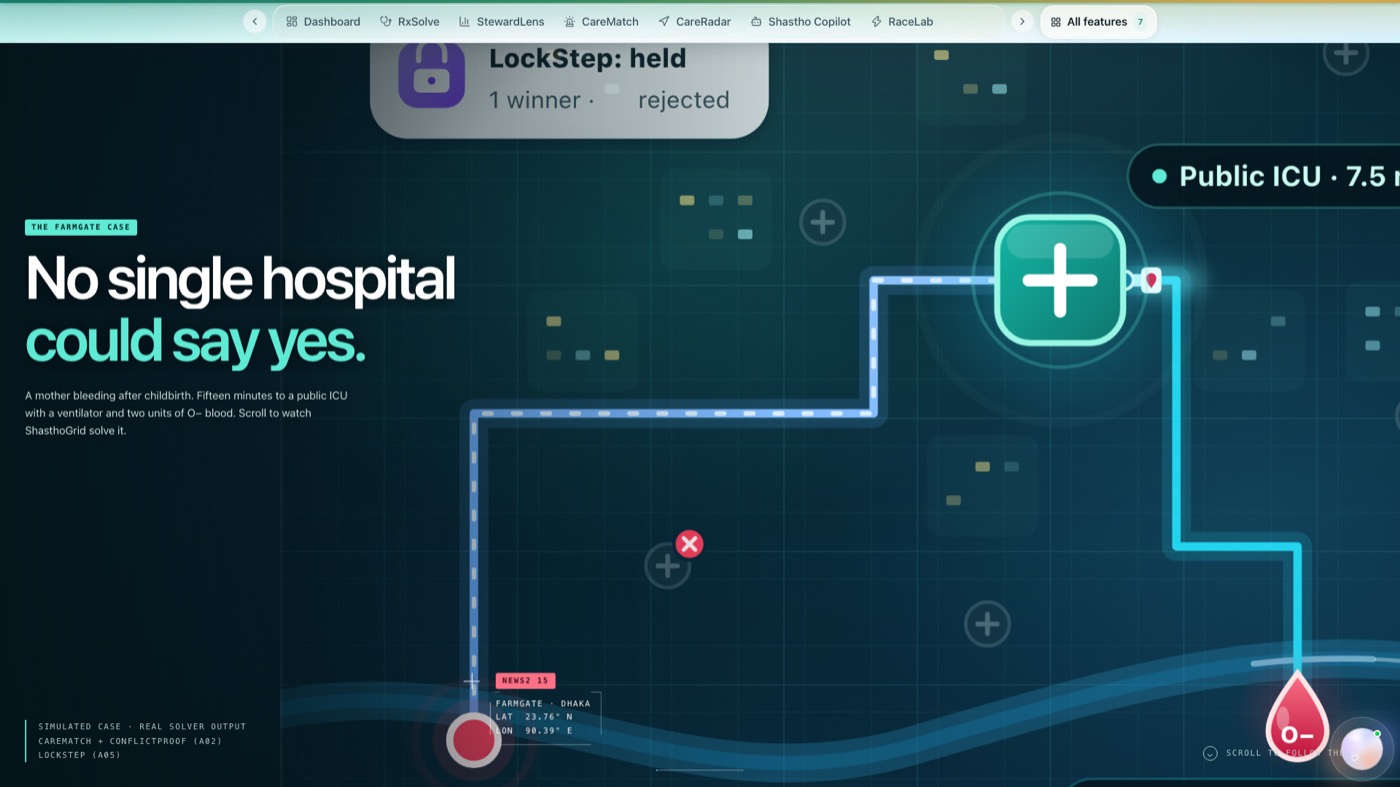 Dashboard
RxSolve
StewardLens
CareMatch
CareRadar
Shastho Copilot
RaceLab
All features 7
LockStep: held
1 winner · rejected
Public ICU · 7.5
THE FARMGATE CASE
No single hospital
could say yes.
A mother bleeding after childbirth. Fifteen minutes to a public ICU
with a ventilator and two units of O− blood. Scroll to watch
ShasthoGrid solve it.
NEWS2 15
FARMGATE · DHAKA
LAT 23.76° N
LON 90.39° E
O−
SIMULATED CASE · REAL SOLVER OUTPUT
CAREMATCH + CONFLICTPROOF (A02)
LOCKSTEP (A05)
SCROLL TO FOLLOW THE